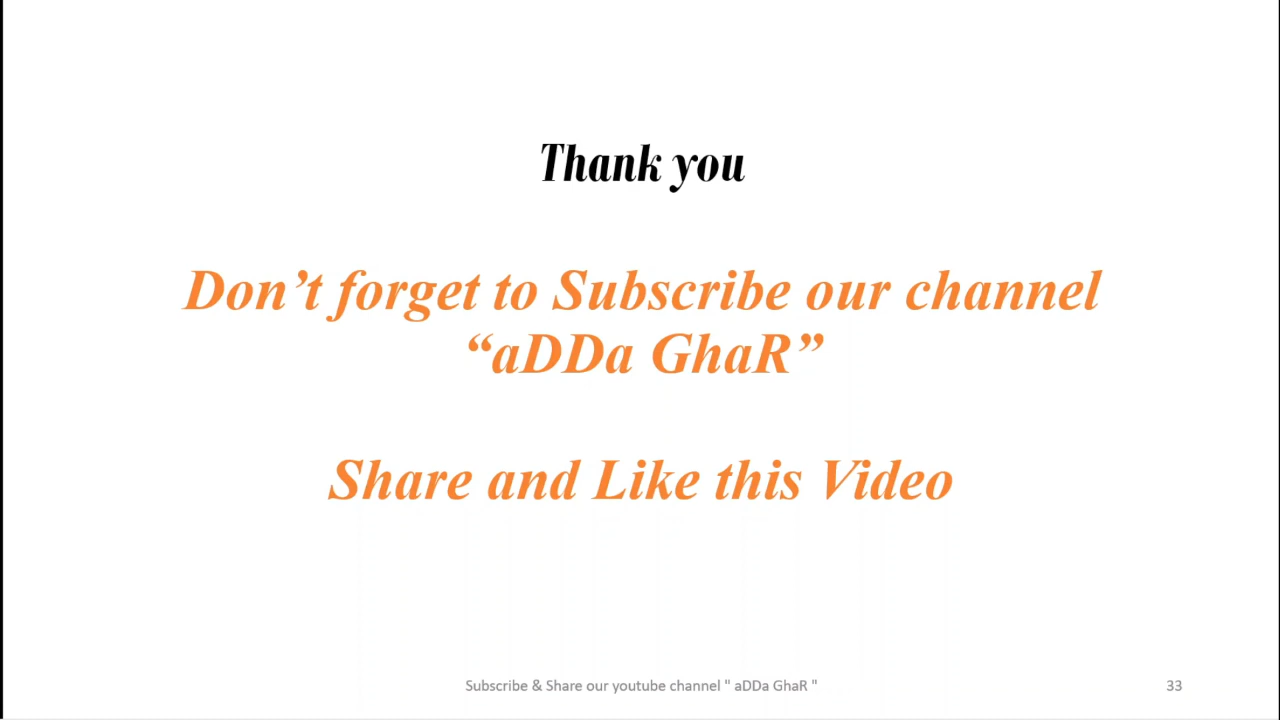 Thank you
Don’t forget to Subscribe our channel
“aDDa GhaR”
Share and Like this Video
Subscribe & Share our youtube channel " aDDa GhaR "
33